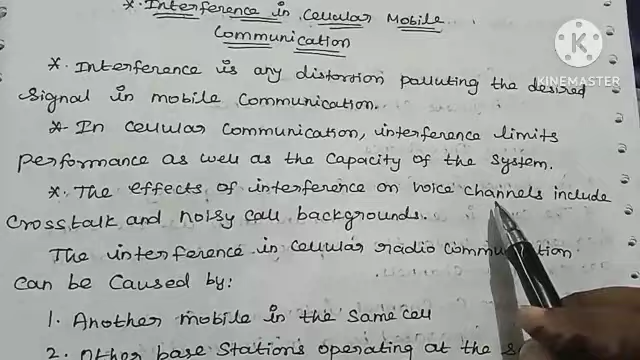 * Interference in Cellular Mobile
Communication
* Interference is any distortion polluting the desired
signal in mobile communication.
* In cellular communication, interference limits
performance as well as the capacity of the system.
* The effects of interference on voice channels include
crosstalk and noisy call backgrounds.
The interference in cellular radio communication
can be caused by:
1. Another mobile in the same cell
2. Other base stations operating at the
K
KINEMASTER